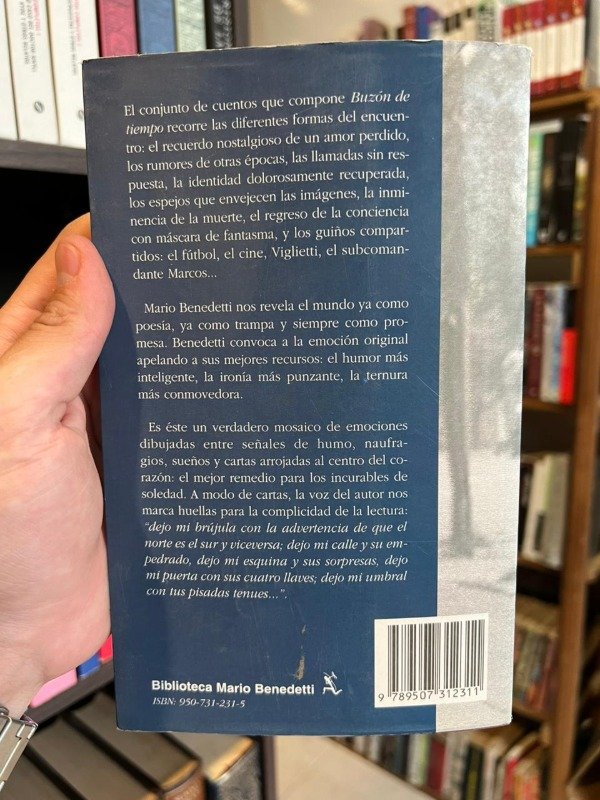 El conjunto de cuentos que compone Buzón de
tiempo recorre las diferentes formas del encuen-
tro: el recuerdo nostalgioso de un amor perdido,
los rumores de otras épocas, las llamadas sin res-
puesta, la identidad dolorosamente recuperada,
los espejos que envejecen las imágenes, la inmi-
nencia de la muerte, el regreso de la conciencia
con máscara de fantasma, y los guiños compar-
tidos: el fútbol, el cine, Viglietti, el subcoman-
dante Marcos...
Mario Benedetti nos revela el mundo ya como
poesía, ya como trampa y siempre como pro-
mesa. Benedetti convoca a la emoción original
apelando a sus mejores recursos: el humor más
inteligente, la ironía más punzante, la ternura
más conmovedora.
Es éste un verdadero mosaico de emociones
dibujadas entre señales de humo, naufra-
gios, sueños y cartas arrojadas al centro del co-
razón: el mejor remedio para los incurables de
soledad. A modo de cartas, la voz del autor nos
marca huellas para la complicidad de la lectura:
"dejo mi brújula con la advertencia de que el
norte es el sur y viceversa; dejo mi calle y su em-
pedrado, dejo mi esquina y sus sorpresas, dejo
mi puerta con sus cuatro llaves; dejo mi umbral
con tus pisadas tenues...".
Biblioteca Mario Benedetti
ISBN: 950-731-231-5
9 789507 312311